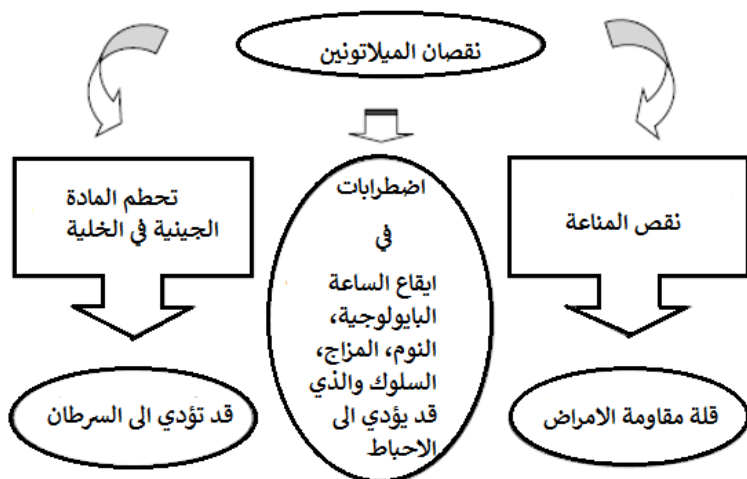 نقصان الميلاتونين
نقص المناعة
قلة مقاومة الامراض
اضطرابات
في
ايقاع الساعة
البايولوجية،
النوم، المزاج،
السلوك والذي
قد يؤدي الى
الاحباط
تحطم المادة
الجينية في الخلية
قد تؤدي الى السرطان